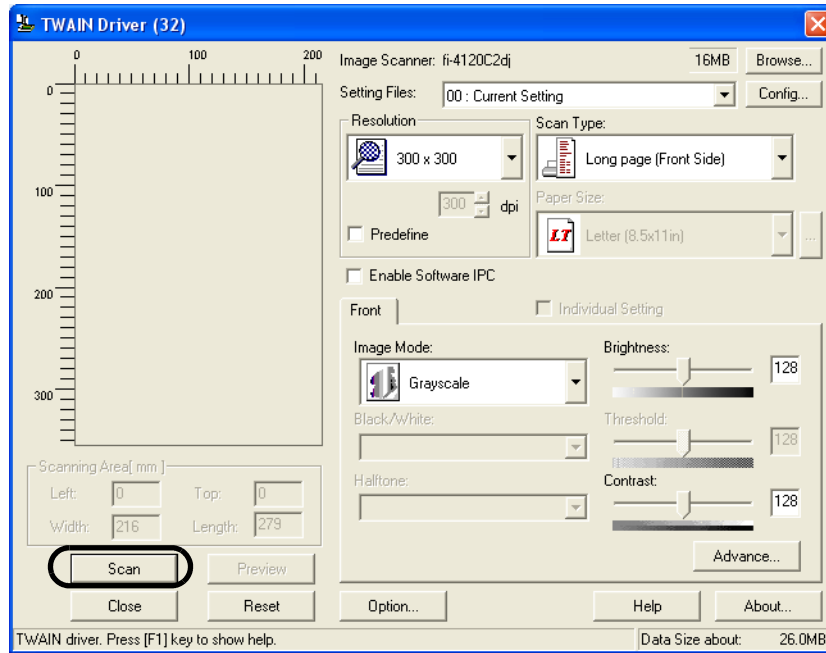 TWAIN Driver (32)
0 100 200
Image Scanner: fi-4120C2dj 16MB Browse...
Setting Files: 00 : Current Setting Config...
0
Resolution
Scan Type:
300 x 300
Long page (Front Side)
100
300 dpi
Paper Size:
Predefine
LT Letter (8.5x11in) ...
Enable Software IPC
200
Front
Individual Setting
Image Mode:
Brightness:
Grayscale
128
300
Black/White:
Threshold:
128
Scanning Area[ mm ]
Halftone:
Contrast:
Left: 0 Top: 0
128
Width: 216 Length: 279
Advance...
Scan Preview
Close Reset Option... Help About...
TWAIN driver. Press [F1] key to show help. Data Size about: 26.0MB